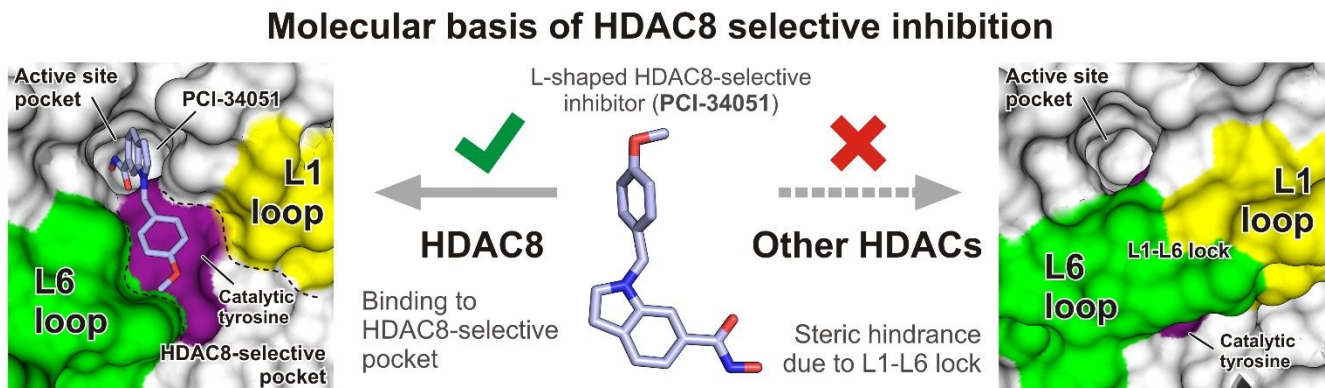 Molecular basis of HDAC8 selective inhibition
Active site
pocket
PCI-34051
L1
loop
L6
loop
Catalytic
tyrosine
HDAC8-selective
pocket
L-shaped HDAC8-selective
inhibitor (PCI-34051)
HDAC8
Binding to
HDAC8-selective
pocket
Other HDACs
Steric hindrance
due to L1-L6 lock
Active site
pocket
L1
loop
L1-L6 lock
L6
loop
Catalytic
tyrosine